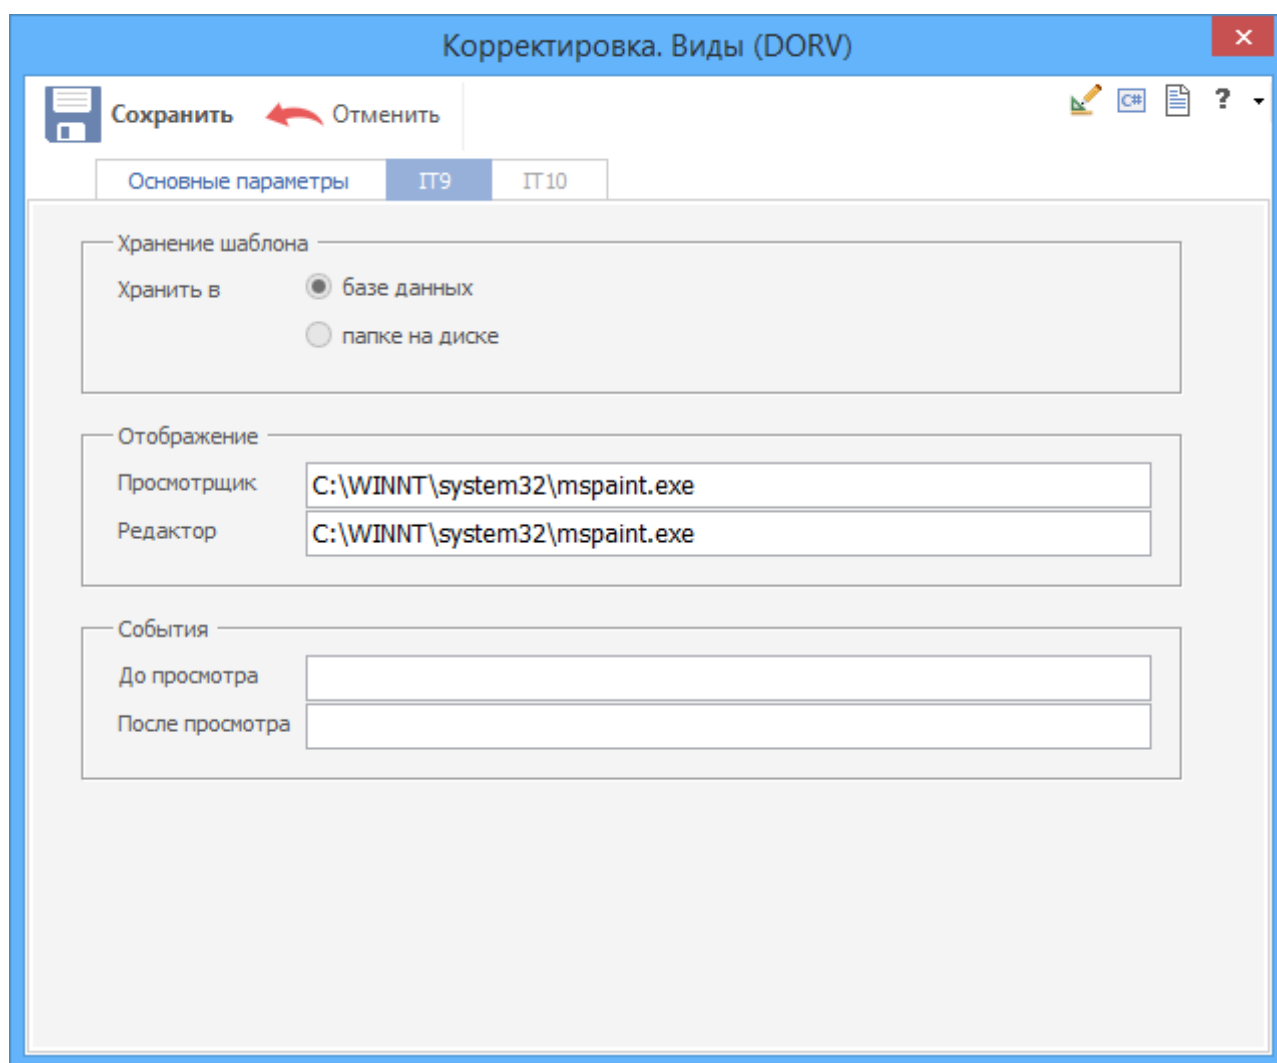 Корректировка. Виды (DORV)
Сохранить Отменить C# ?
Основные параметры IT9 IT10
Хранение шаблона
Хранить в базе данных
папке на диске
Отображение
Просмотрщик C:\WINNT\system32\mspaint.exe
Редактор C:\WINNT\system32\mspaint.exe
События
До просмотра
После просмотра